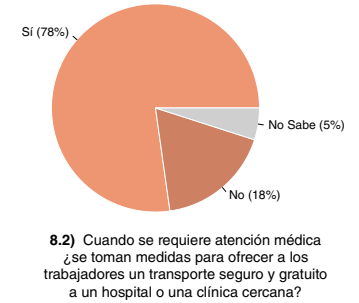 Sí (78%)
No Sabe (5%)
No (18%)
8.2) Cuando se requiere atención médica
¿se toman medidas para ofrecer a los
trabajadores un transporte seguro y gratuito
a un hospital o una clínica cercana?